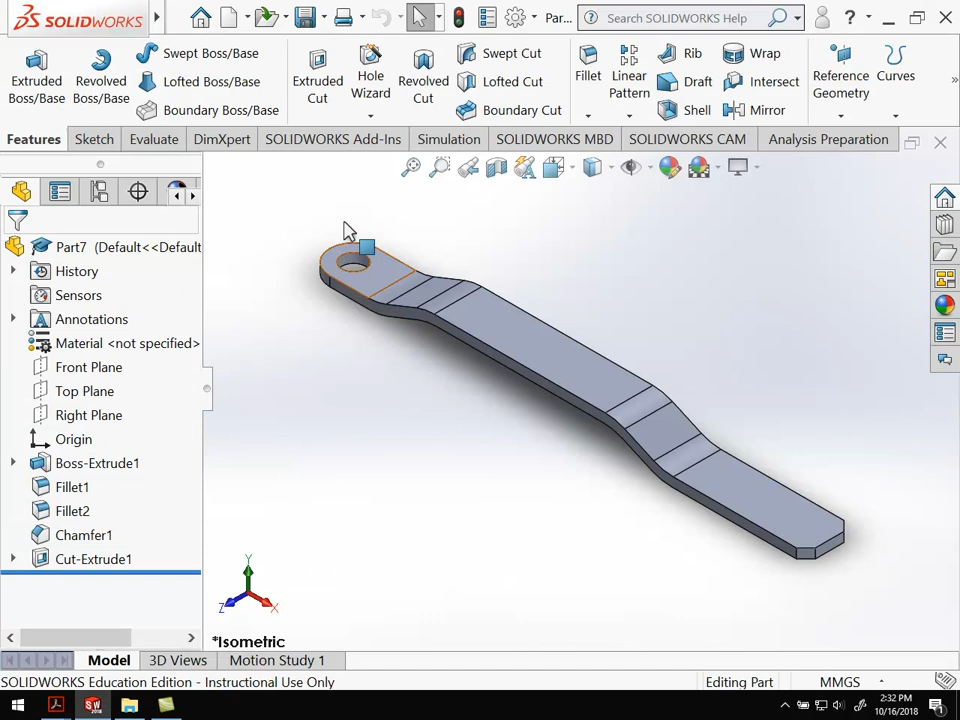 SOLIDWORKS
Par...
Search SOLIDWORKS Help
Extruded Boss/Base
Revolved Boss/Base
Swept Boss/Base
Lofted Boss/Base
Boundary Boss/Base
Extruded Cut
Hole Wizard
Revolved Cut
Swept Cut
Lofted Cut
Boundary Cut
Fillet
Linear Pattern
Rib
Draft
Shell
Wrap
Intersect
Mirror
Reference Geometry
Curves
Features
Sketch
Evaluate
DimXpert
SOLIDWORKS Add-Ins
Simulation
SOLIDWORKS MBD
SOLIDWORKS CAM
Analysis Preparation
Part7 (Default<<Default
History
Sensors
Annotations
Material <not specified>
Front Plane
Top Plane
Right Plane
Origin
Boss-Extrude1
Fillet1
Fillet2
Chamfer1
Cut-Extrude1
Y
Z
X
*Isometric
Model
3D Views
Motion Study 1
SOLIDWORKS Education Edition - Instructional Use Only
Editing Part
MMGS
2:32 PM
10/16/2018